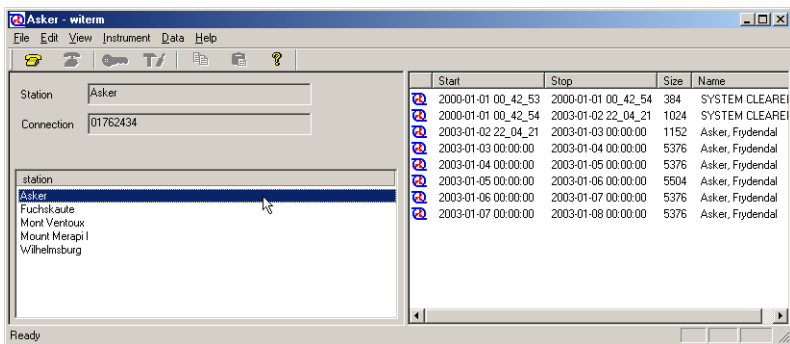 Asker - witerm
File Edit View Instrument Data Help
Station Asker
Connection 01762434
station
Asker
Fuchskaute
Mont Ventoux
Mount Merapi I
Wilhelmsburg
Start Stop Size Name
2000-01-01 00_42_53 2000-01-01 00_42_54 384 SYSTEM CLEARE
2000-01-01 00_42_54 2003-01-02 22_04_21 1024 SYSTEM CLEARE
2003-01-02 22_04_21 2003-01-03 00:00:00 1152 Asker, Frydendal
2003-01-03 00:00:00 2003-01-04 00:00:00 5376 Asker, Frydendal
2003-01-04 00:00:00 2003-01-05 00:00:00 5376 Asker, Frydendal
2003-01-05 00:00:00 2003-01-06 00:00:00 5504 Asker, Frydendal
2003-01-06 00:00:00 2003-01-07 00:00:00 5376 Asker, Frydendal
2003-01-07 00:00:00 2003-01-08 00:00:00 5376 Asker, Frydendal
Ready